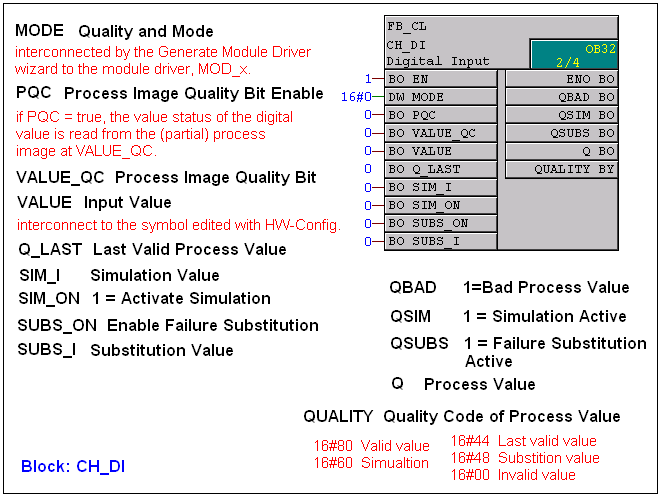 MODE Quality and Mode
interconnected by the Generate Module Driver
wizard to the module driver, MOD_x.
PQC Process Image Quality Bit Enable
if PQC = true, the value status of the digital
value is read from the (partial) process
image at VALUE_QC.
VALUE_QC Process Image Quality Bit
VALUE Input Value
interconnect to the symbol edited with HW-Config.
Q_LAST Last Valid Process Value
SIM_I Simulation Value
SIM_ON 1 = Activate Simulation
SUBS_ON Enable Failure Substitution
SUBS_I Substitution Value
Block: CH_DI
FB_CL
CH_DI
Digital Input
OB32
2/4
1 BO EN ENO BO
16#0 DW MODE QBAD BO
0 BO PQC QSIM BO
0 BO VALUE_QC QSUBS BO
0 BO VALUE Q BO
0 BO Q_LAST QUALITY BY
0 BO SIM_I
0 BO SIM_ON
0 BO SUBS_ON
0 BO SUBS_I
QBAD 1=Bad Process Value
QSIM 1 = Simulation Active
QSUBS 1 = Failure Substitution
Active
Q Process Value
QUALITY Quality Code of Process Value
16#80 Valid value
16#60 Simualtion
16#44 Last valid value
16#48 Substition value
16#00 Invalid value